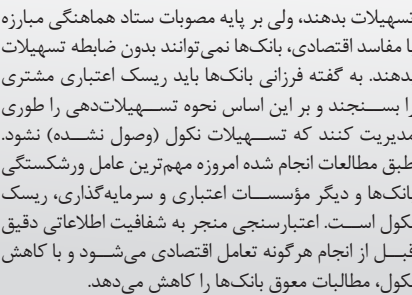 تسهیلات بدهند، ولی بر پایه مصوبات ستاد هماهنگی مبارزه
با مفاسد اقتصادی، بانک‌ها نمی‌توانند بدون ضابطه تسهیلات
بدهند. به گفته فرزانی بانک‌ها باید ریسک اعتباری مشتری
را بسنجند و بر این اساس نحوه تسهیلات‌دهی را طوری
مدیریت کنند که تسهیلات نکول (وصول نشده) نشود.
طبق مطالعات انجام شده امروزه مهم‌ترین عامل ورشکستگی
بانک‌ها و دیگر مؤسسات اعتباری و سرمایه‌گذاری، ریسک
نکول است. اعتبارسنجی منجر به شفافیت اطلاعاتی دقیق
قبل از انجام هرگونه تعامل اقتصادی می‌شود و با کاهش
نکول، مطالبات معوق بانک‌ها را کاهش می‌دهد.